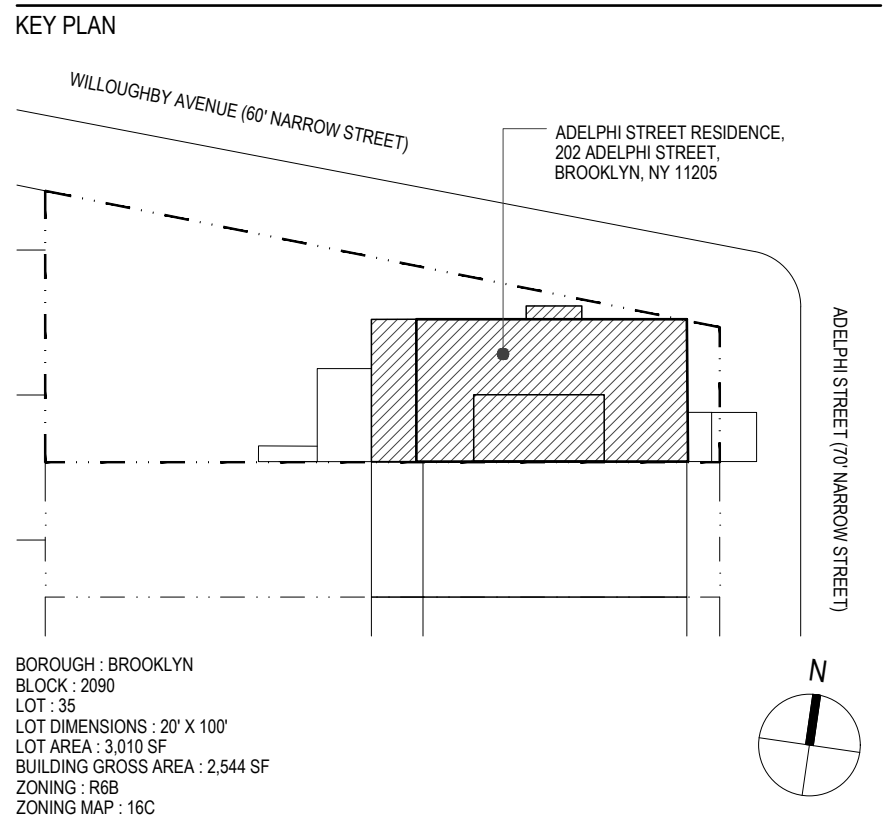 KEY PLAN
WILLOUGHBY AVENUE (60' NARROW STREET)
ADELPHI STREET RESIDENCE,
202 ADELPHI STREET,
BROOKLYN, NY 11205
ADELPHI STREET (70' NARROW STREET)
BOROUGH : BROOKLYN
BLOCK : 2090
LOT : 35
LOT DIMENSIONS : 20' X 100'
LOT AREA : 3,010 SF
BUILDING GROSS AREA : 2,544 SF
ZONING : R6B
ZONING MAP : 16C
N